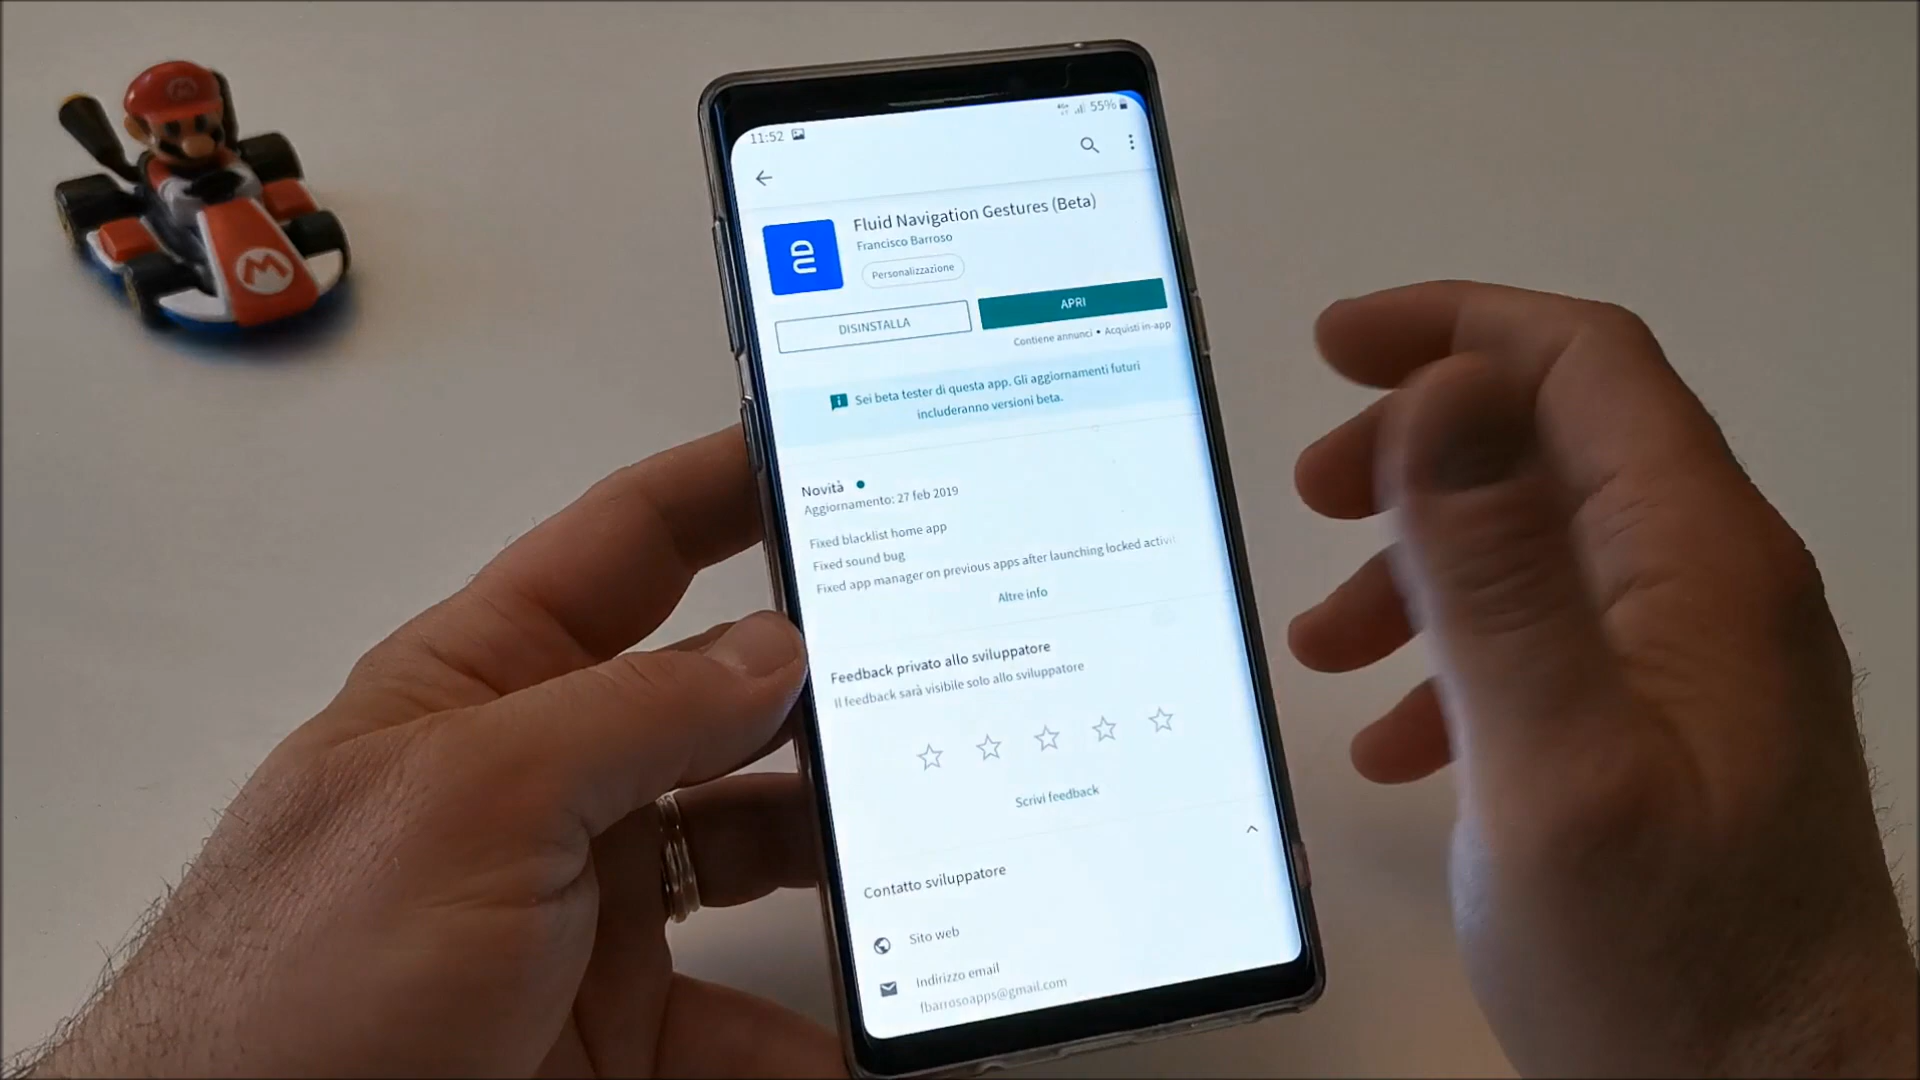 11:52
55%
Fluid Navigation Gestures (Beta)
Francisco Barroso
Personalizzazione
DISINSTALLA
APRI
Contiene annunci • Acquisti in-app
Sei beta tester di questa app. Gli aggiornamenti futuri
includeranno versioni beta.
Novità
Aggiornamento: 27 feb 2019
Fixed blacklist home app
Fixed sound bug
Fixed app manager on previous apps after launching locked activi
Altre info
Feedback privato allo sviluppatore
Il feedback sarà visibile solo allo sviluppatore
Scrivi feedback
Contatto sviluppatore
Sito web
Indirizzo email
fbarrosoapps@gmail.com
M
M